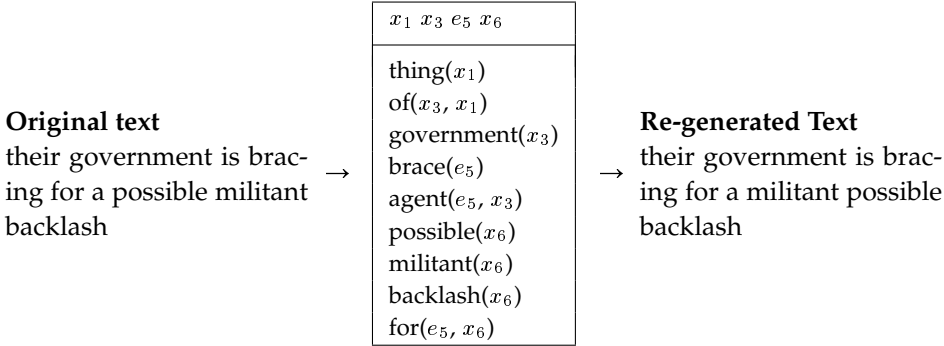 Original text
their government is brac-
ing for a possible militant
backlash
→
x₁ x₃ e₅ x₆
thing(x₁)
of(x₃, x₁)
government(x₃)
brace(e₅)
agent(e₅, x₃)
possible(x₆)
militant(x₆)
backlash(x₆)
for(e₅, x₆)
→
Re-generated Text
their government is brac-
ing for a militant possible
backlash